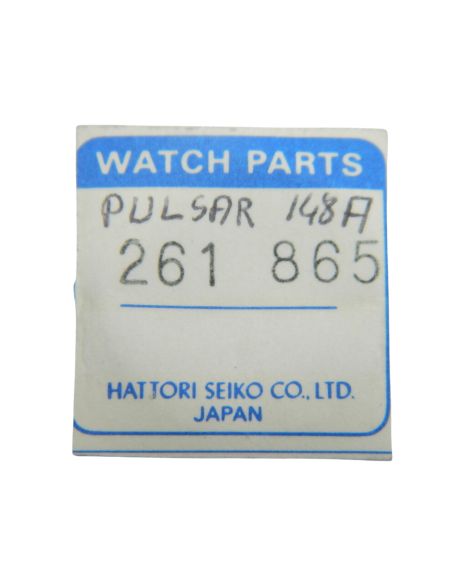 WATCH PARTS
PULSAR 148A
261 865
HATTORI SEIKO CO., LTD.
JAPAN